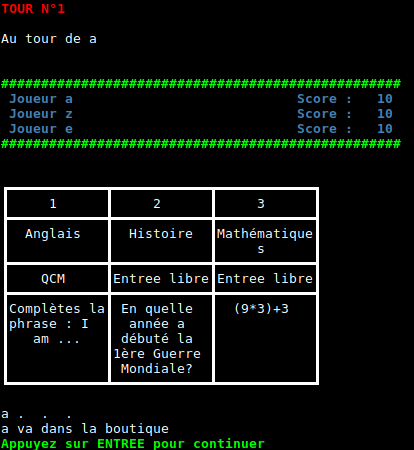 TOUR N°1
Au tour de a
##################################################
Joueur a Score : 10
Joueur z Score : 10
Joueur e Score : 10
##################################################
1 2 3
Anglais Histoire Mathématique
s
QCM Entree libre Entree libre
Complètes la En quelle (9*3)+3
phrase : I année a
am ... débuté la
1ère Guerre
Mondiale?
a . . .
a va dans la boutique
Appuyez sur ENTREE pour continuer